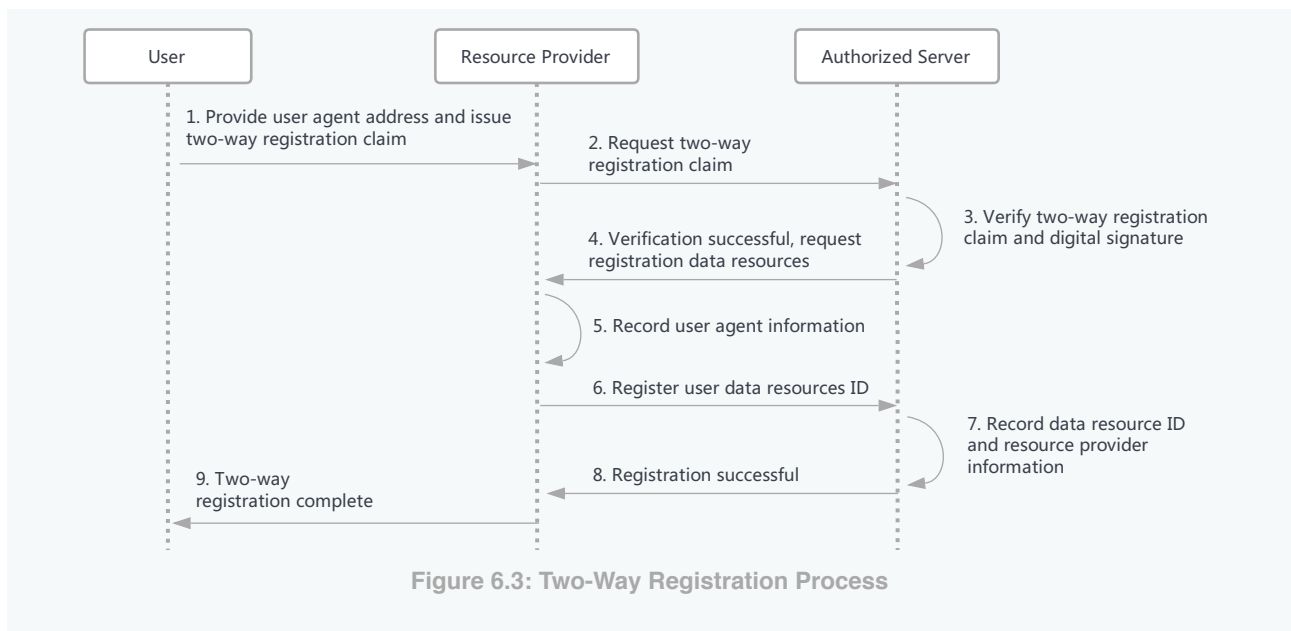 User
Resource Provider
Authorized Server
1. Provide user agent address and issue
two-way registration claim
2. Request two-way
registration claim
3. Verify two-way registration
claim and digital signature
4. Verification successful, request
registration data resources
5. Record user agent information
6. Register user data resources ID
7. Record data resource ID
and resource provider
information
8. Registration successful
9. Two-way
registration complete
Figure 6.3: Two-Way Registration Process